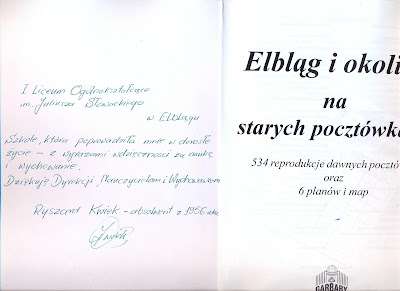 I Liceum Ogólnokształcące
im. Juliusza Słowackiego
w Elblągu
Szkole, która poprowadziła mnie w dorosłe
życie – z wyrazami wdzięczności za naukę
i wychowanie.
Dziękuję Dyrekcji, Nauczycielom i Wychowawcom
Ryszard Kwiek - absolwent z 1956 roku
Elbląg i okoli
na
starych pocztówka
534 reprodukcje dawnych pocztó
oraz
6 planów i map
GARBARY